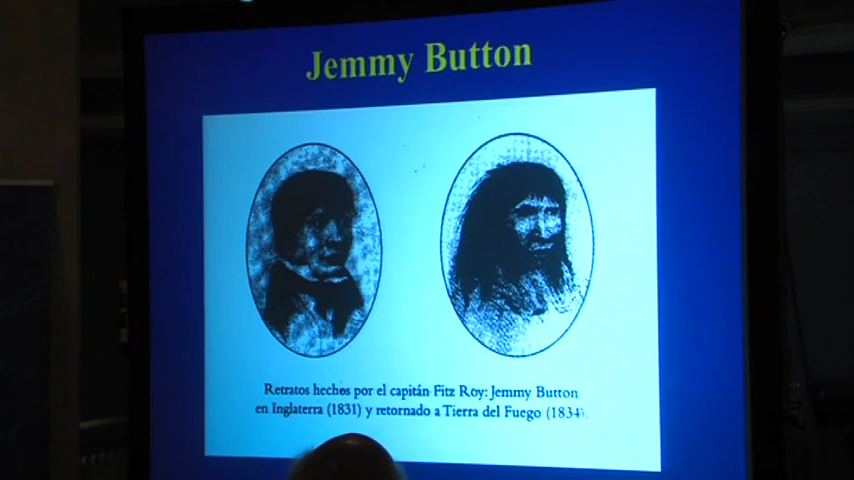 Jemmy Button
Retratos hechos por el capitán Fitz Roy: Jemmy Button
en Inglaterra (1831) y retornado a Tierra del Fuego (1834).